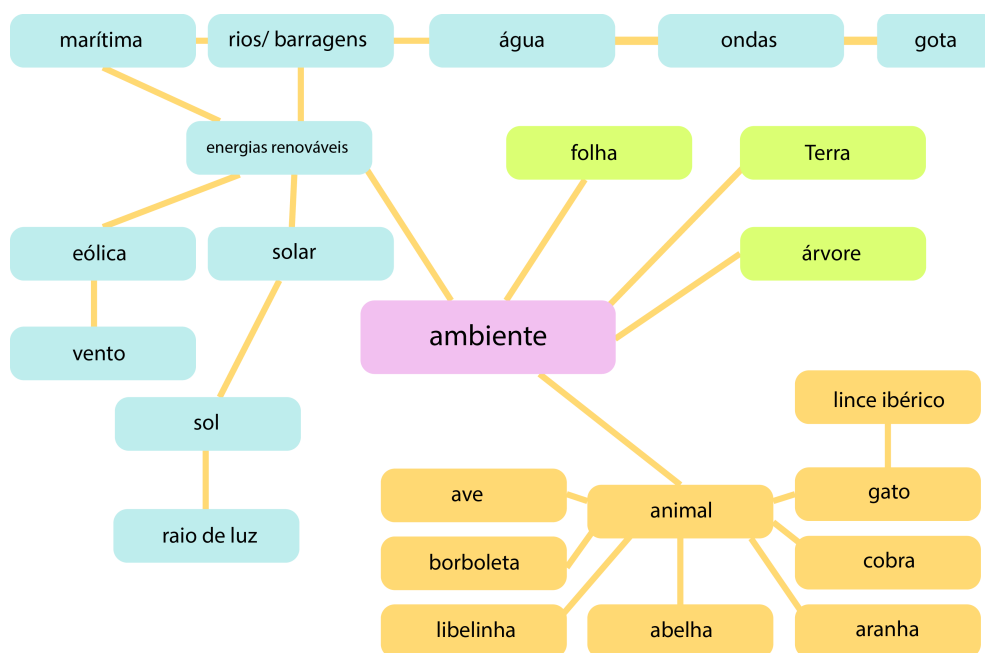 marítima
rios/ barragens
água
ondas
gota
energias renováveis
folha
Terra
eólica
solar
árvore
vento
ambiente
sol
lince ibérico
raio de luz
ave
animal
gato
borboleta
cobra
libelinha
abelha
aranha